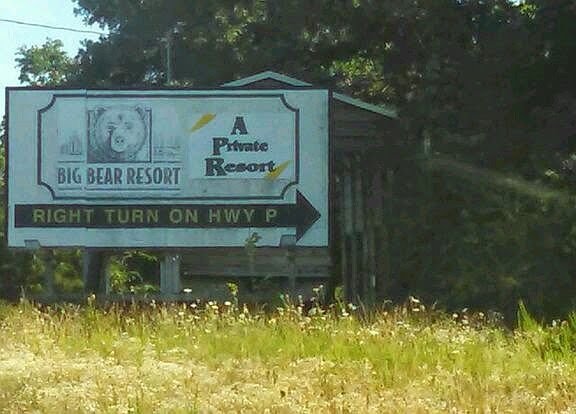 BIG BEAR RESORT
A
Private
Resort
RIGHT TURN ON HWY P